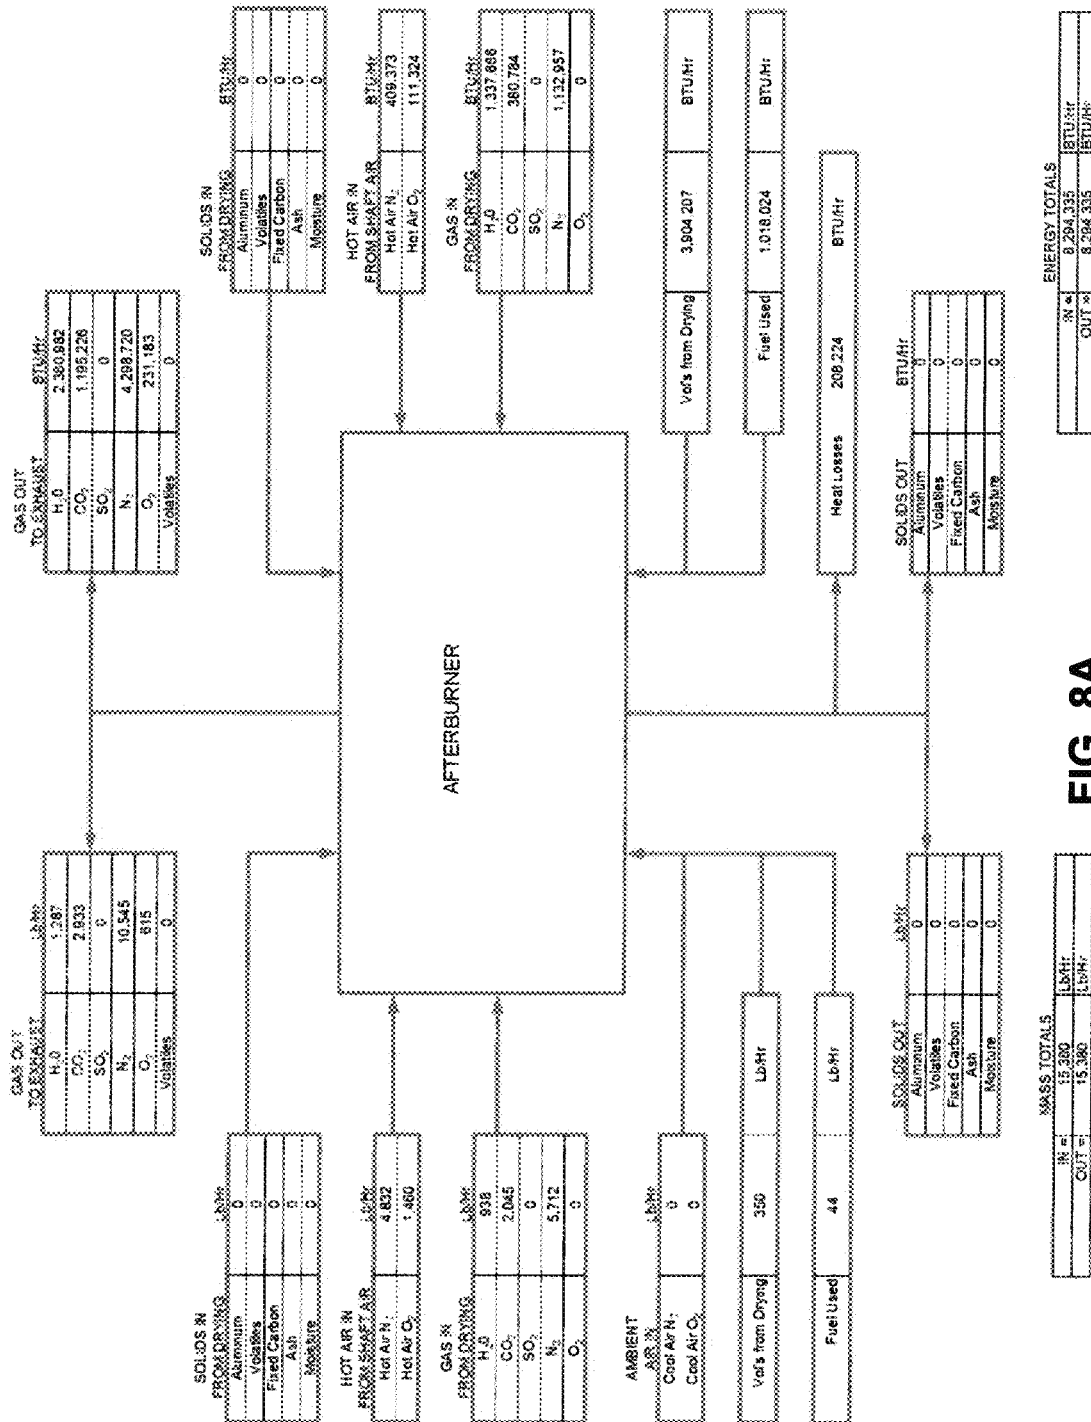 GAS OUT
TO EXHAUST Lb/Hr
H₂O 1,287
CO₂ 2,933
SO₂ 0
N₂ 10,545
O₂ 615
Volatiles 0
GAS OUT
TO EXHAUST BTU/Hr
H₂O 2,380,982
CO₂ 1,195,226
SO₂ 0
N₂ 4,298,720
O₂ 231,183
Volatiles 0
SOLIDS IN
FROM DRYING Lb/Hr
Aluminum 0
Volatiles 0
Fixed Carbon 0
Ash 0
Moisture 0
HOT AIR IN
FROM SHAFT AIR Lb/Hr
Hot Air N₂ 4,832
Hot Air O₂ 1,460
GAS IN
FROM DRYING Lb/Hr
H₂O 938
CO₂ 2,045
SO₂ 0
N₂ 5,712
O₂ 0
AMBIENT
AIR IN Lb/Hr
Cool Air N₂ 0
Cool Air O₂ 0
Vol's from Drying 350 Lb/Hr
Fuel Used 44 Lb/Hr
AFTERBURNER
SOLIDS IN
FROM DRYING BTU/Hr
Aluminum 0
Volatiles 0
Fixed Carbon 0
Ash 0
Moisture 0
HOT AIR IN
FROM SHAFT AIR BTU/Hr
Hot Air N₂ 409,373
Hot Air O₂ 111,324
GAS IN
FROM DRYING BTU/Hr
H₂O 1,337,666
CO₂ 380,784
SO₂ 0
N₂ 1,132,957
O₂ 0
Vol's from Drying 3,904,207 BTU/Hr
Fuel Used 1,018,024 BTU/Hr
Heat Losses 208,224 BTU/Hr
SOLIDS OUT Lb/Hr
Aluminum 0
Volatiles 0
Fixed Carbon 0
Ash 0
Moisture 0
SOLIDS OUT BTU/Hr
Aluminum 0
Volatiles 0
Fixed Carbon 0
Ash 0
Moisture 0
MASS TOTALS
IN = 15,380 Lb/Hr
OUT = 15,380 Lb/Hr
FIG. 8A
ENERGY TOTALS
IN = 8,294,335 BTU/Hr
OUT = 8,294,335 BTU/Hr